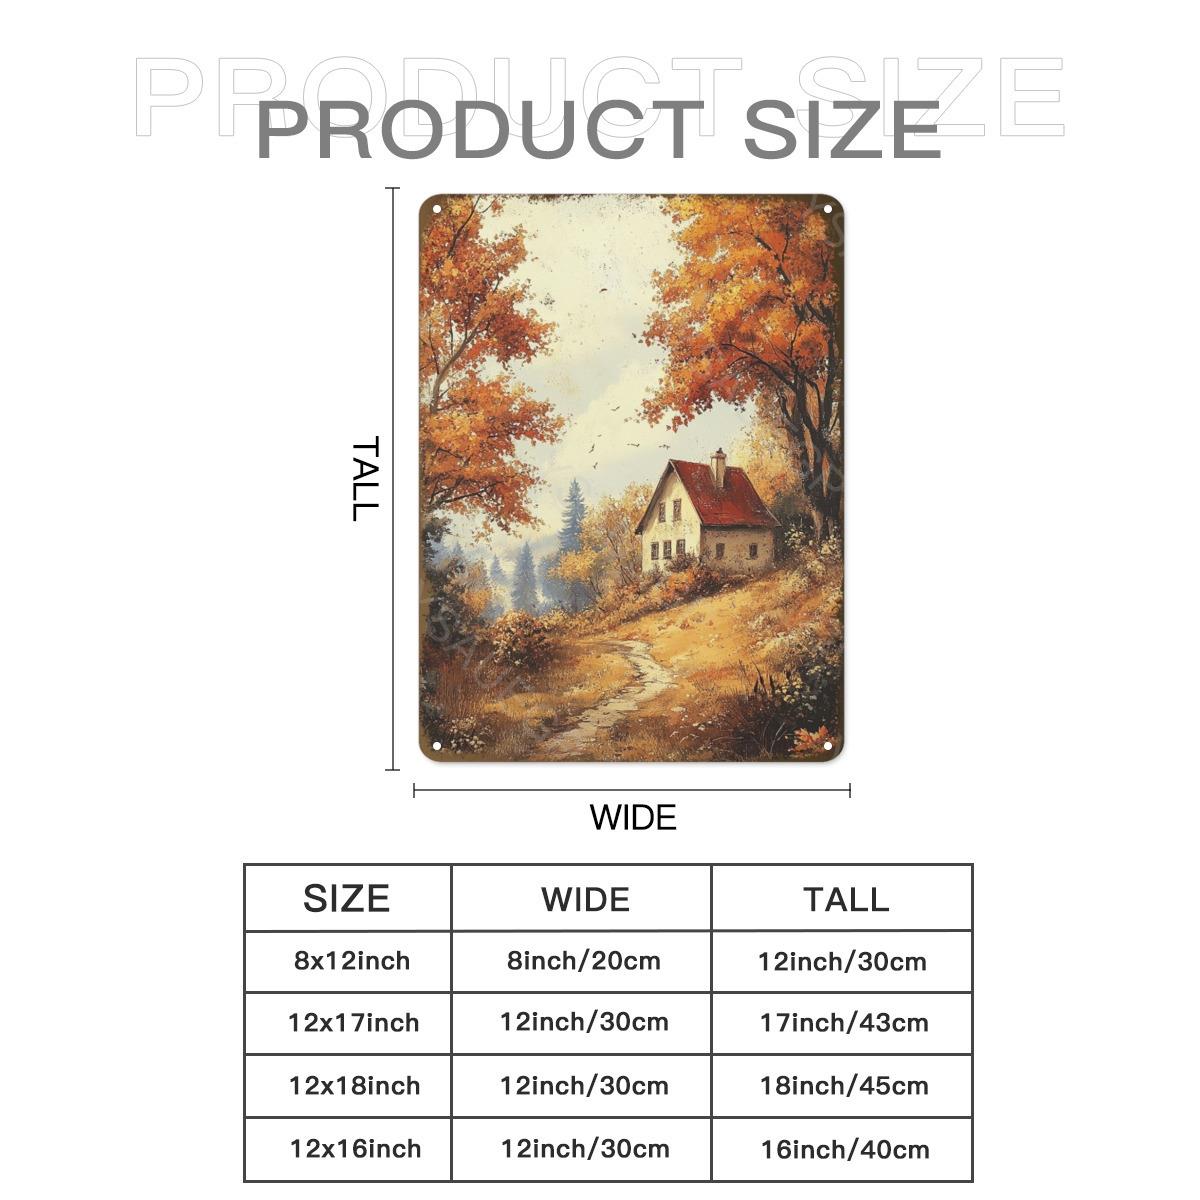 PRODUCT SIZE
PRODUCT SIZE
TALL
WIDE
SIZE WIDE TALL
8x12inch 8inch/20cm 12inch/30cm
12x17inch 12inch/30cm 17inch/43cm
12x18inch 12inch/30cm 18inch/45cm
12x16inch 12inch/30cm 16inch/40cm